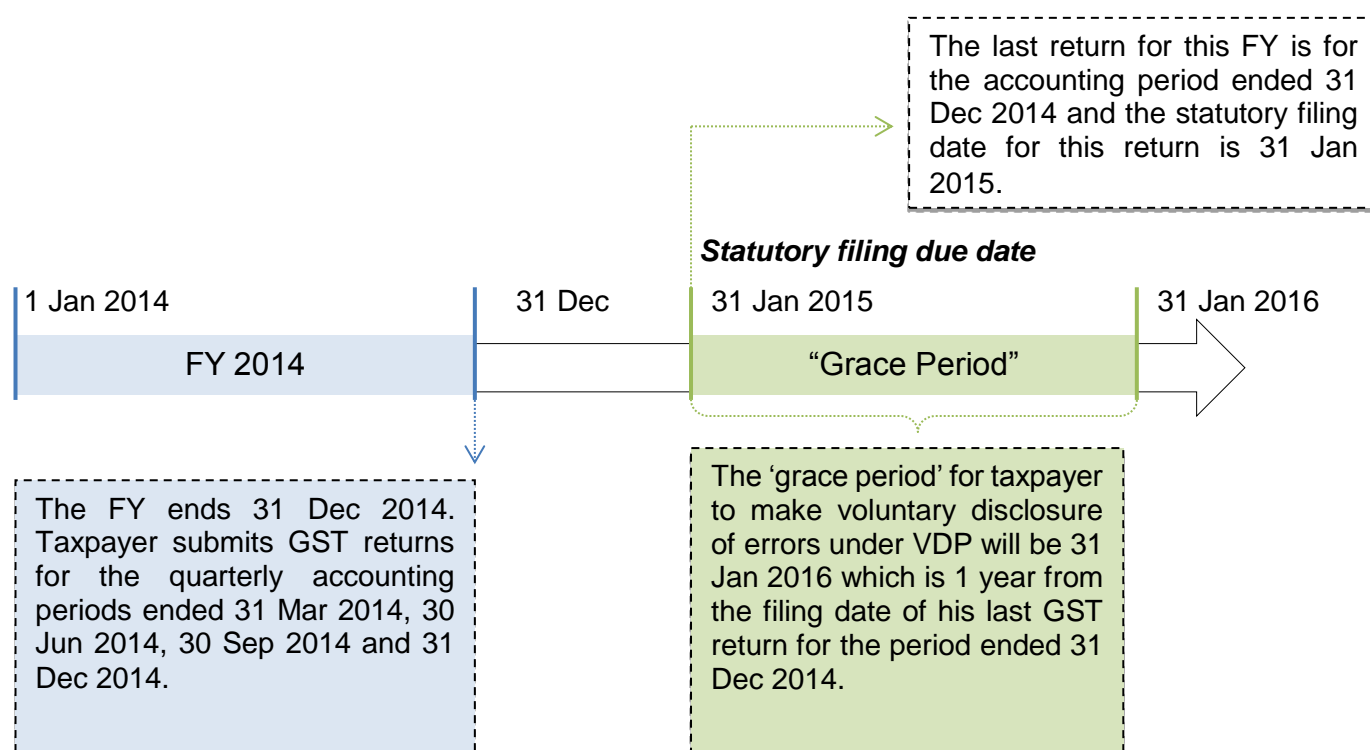 The last return for this FY is for
the accounting period ended 31
Dec 2014 and the statutory filing
date for this return is 31 Jan
2015.
Statutory filing due date
1 Jan 2014
31 Dec
31 Jan 2015
31 Jan 2016
FY 2014
“Grace Period”
The FY ends 31 Dec 2014.
Taxpayer submits GST returns
for the quarterly accounting
periods ended 31 Mar 2014, 30
Jun 2014, 30 Sep 2014 and 31
Dec 2014.
The ‘grace period’ for taxpayer
to make voluntary disclosure
of errors under VDP will be 31
Jan 2016 which is 1 year from
the filing date of his last GST
return for the period ended 31
Dec 2014.